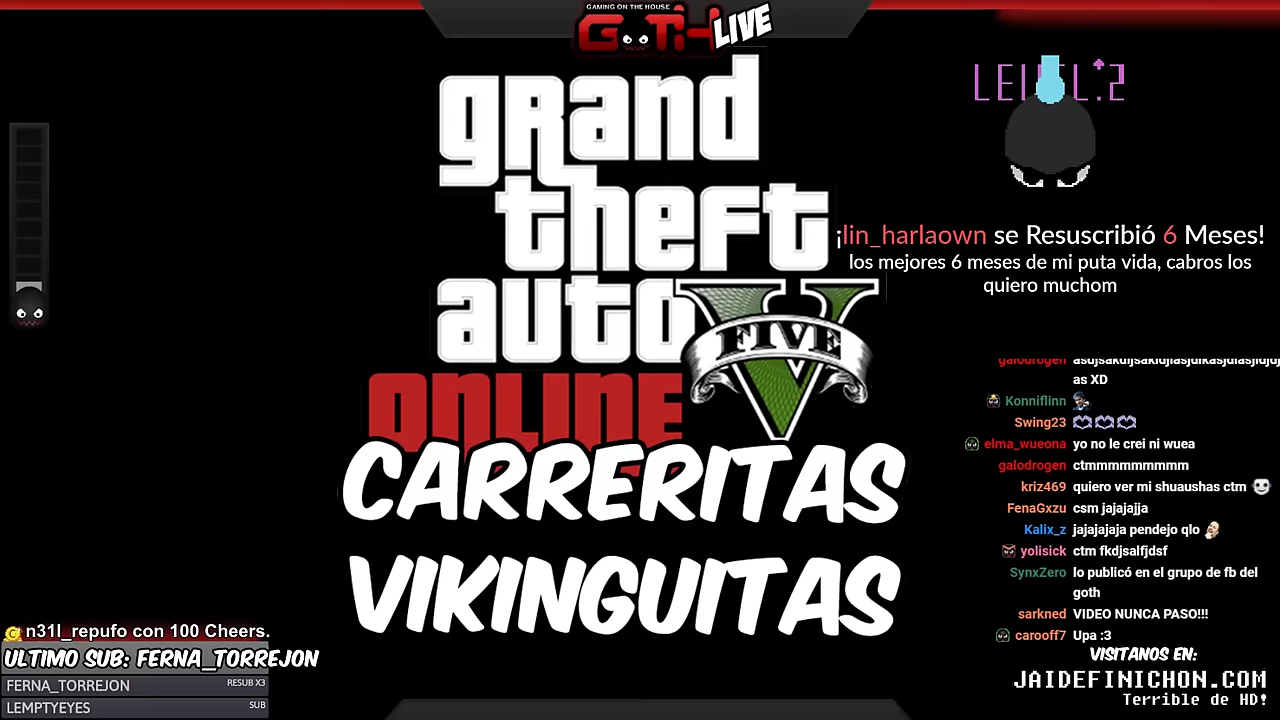 GAMING ON THE HOUSE
GOTH LIVE
grand
theft
auto
FIVE
ONLINE
CARRERITAS
VIKINGUITAS
LEVEL.2
¡lin_harlaown se Resuscribió 6 Meses!
los mejores 6 meses de mi puta vida, cabros los
quiero muchom
galodrogen
as XD
Konniflinn
Swing23
elma_wueona yo no le crei ni wuea
galodrogen ctmmmmmmmm
kriz469 quiero ver mi shuaushas ctm
FenaGxzu csm jajajajja
Kalix_z jajajajaja pendejo qlo
yolisick ctm fkdjsalfjdsf
SynxZero lo publicó en el grupo de fb del
goth
sarkned VIDEO NUNCA PASO!!!
carooff7 Upa :3
VISITANOS EN:
JAIDEFINICHON.COM
Terrible de HD!
n31l_repufo con 100 Cheers.
ULTIMO SUB: FERNA_TORREJON
FERNA_TORREJON RESUB X3
LEMPTYEYES SUB